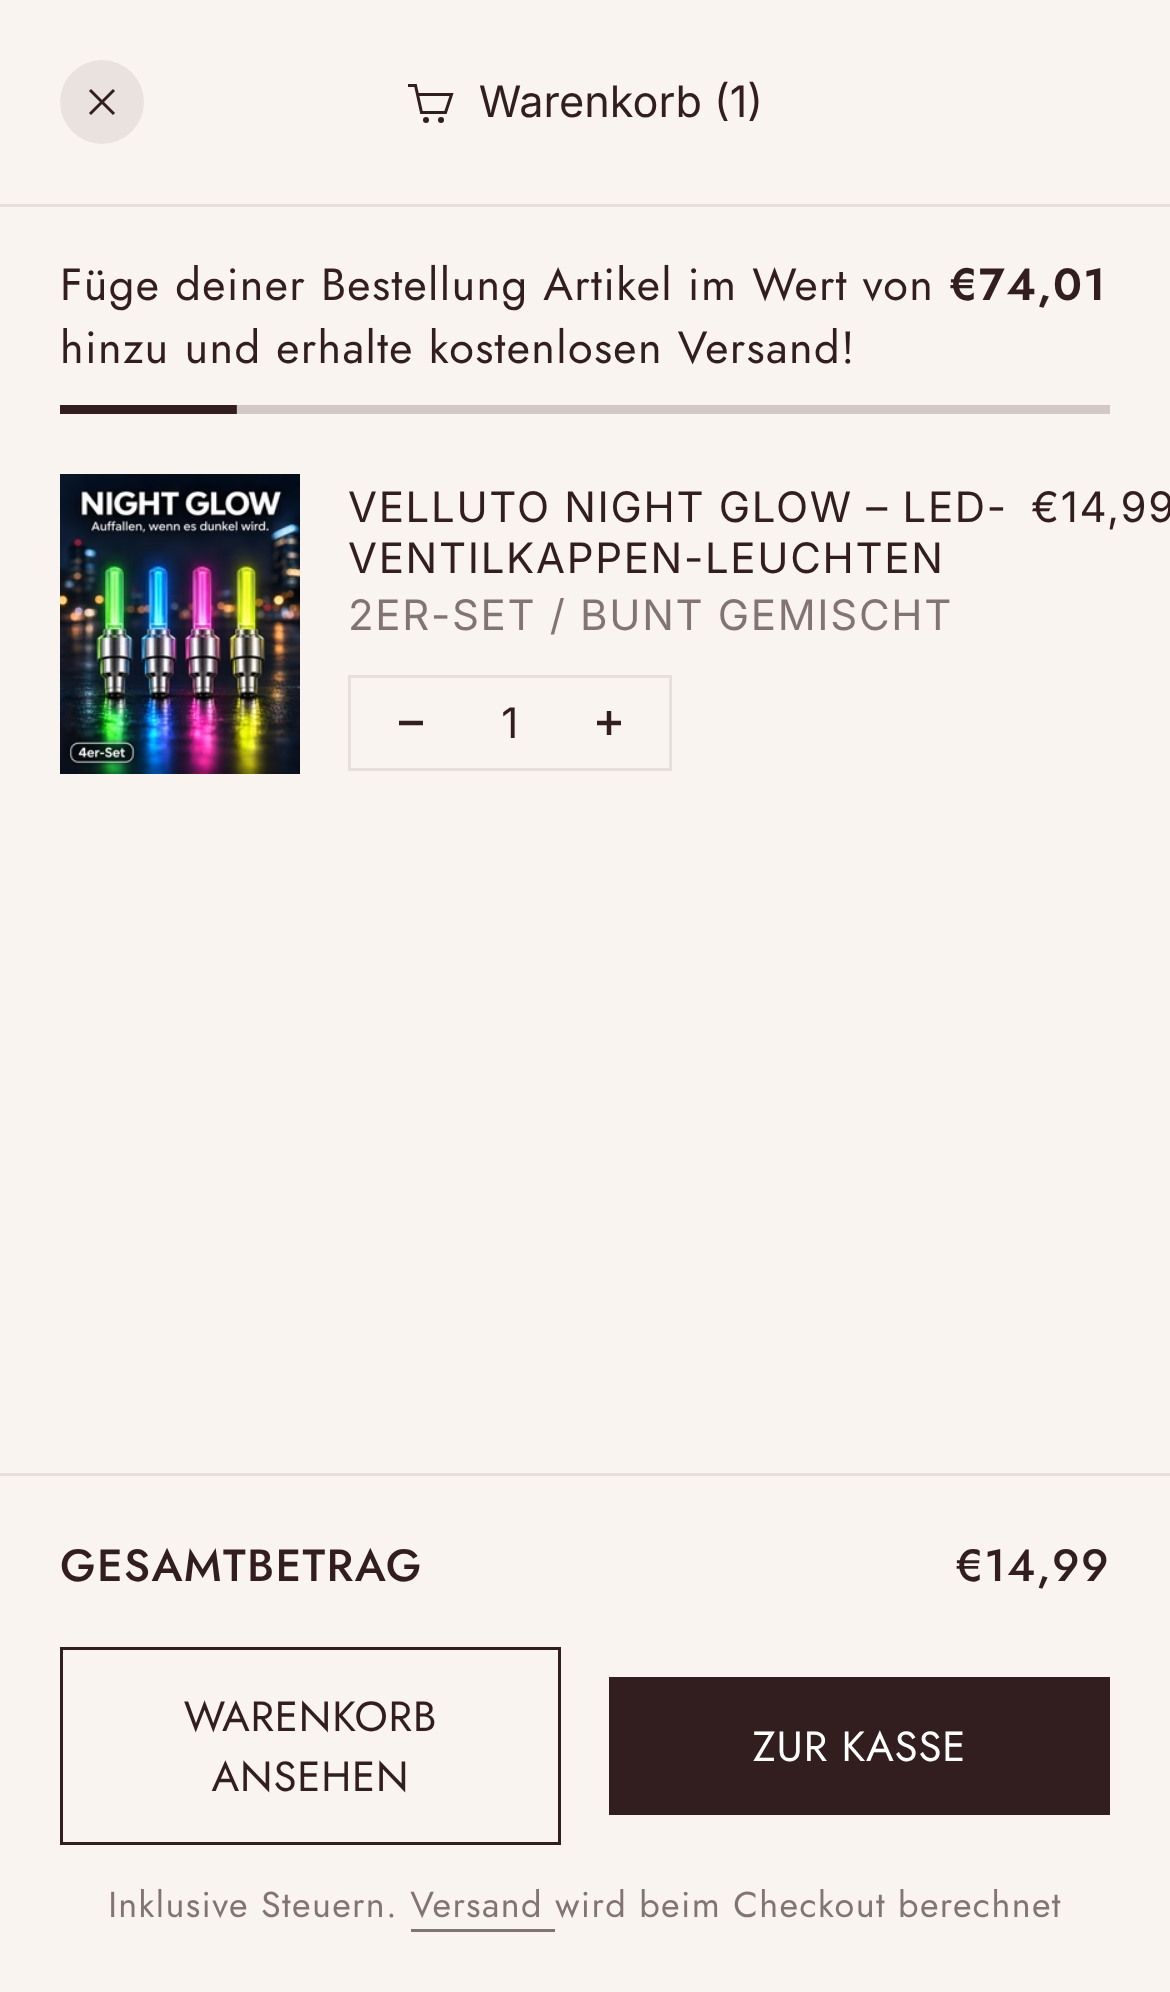 Warenkorb (1)
Füge deiner Bestellung Artikel im Wert von €74,01
hinzu und erhalte kostenlosen Versand!
NIGHT GLOW
Auffallen, wenn es dunkel wird.
4er-Set
VELLUTO NIGHT GLOW – LED- €14,99
VENTILKAPPEN-LEUCHTEN
2ER-SET / BUNT GEMISCHT
1
GESAMTBETRAG €14,99
WARENKORB
ANSEHEN
ZUR KASSE
Inklusive Steuern. Versand wird beim Checkout berechnet